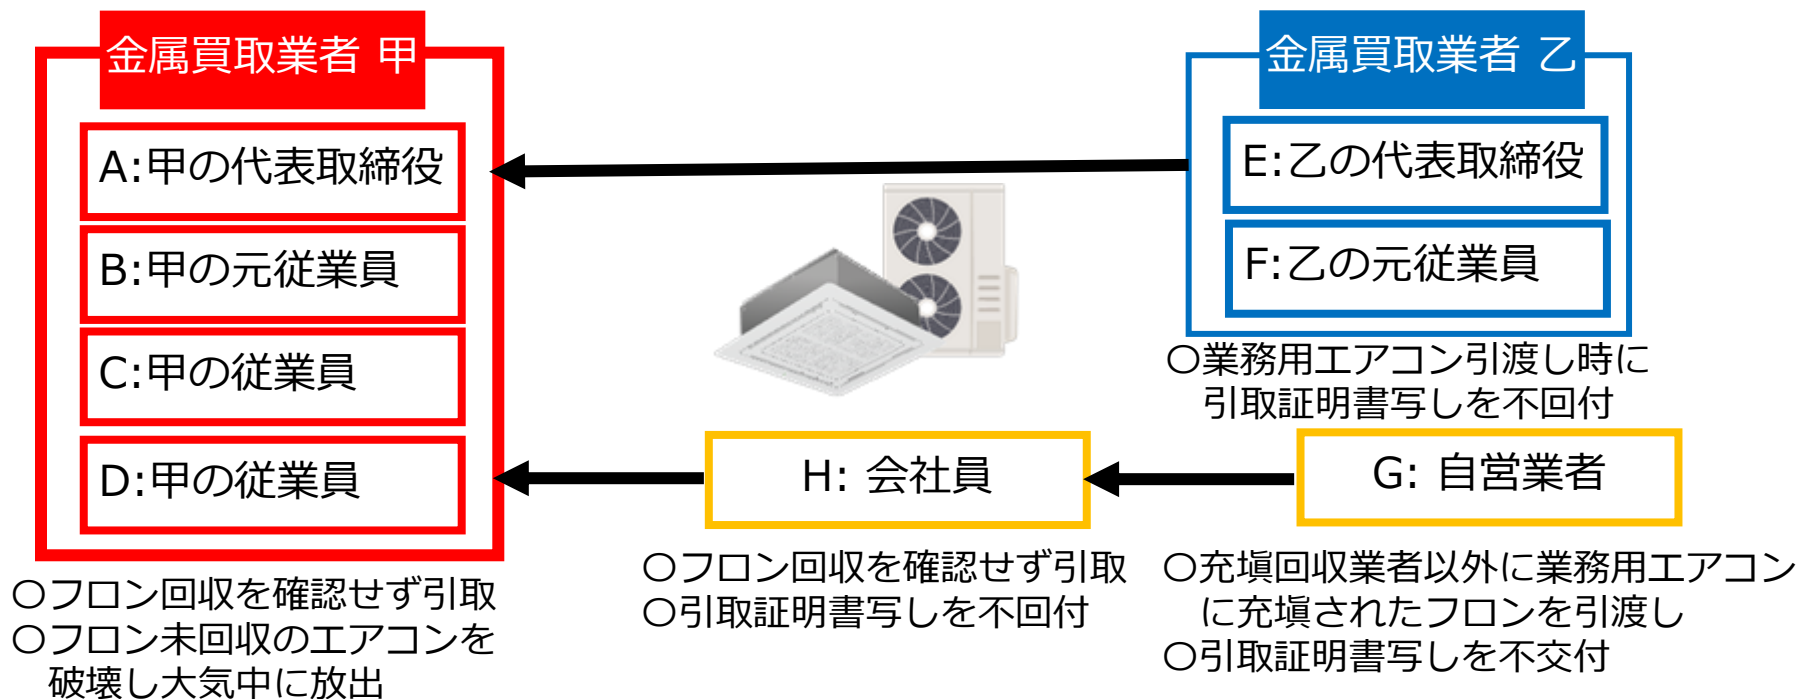 金属買取業者 甲
A:甲の代表取締役
B:甲の元従業員
C:甲の従業員
D:甲の従業員
〇フロン回収を確認せず引取
〇フロン未回収のエアコンを
破壊し大気中に放出
金属買取業者 乙
E:乙の代表取締役
F:乙の元従業員
〇業務用エアコン引渡し時に
引取証明書写しを不回付
H: 会社員
〇フロン回収を確認せず引取
〇引取証明書写しを不回付
G: 自営業者
〇充塡回収業者以外に業務用エアコン
に充塡されたフロンを引渡し
〇引取証明書写しを不交付